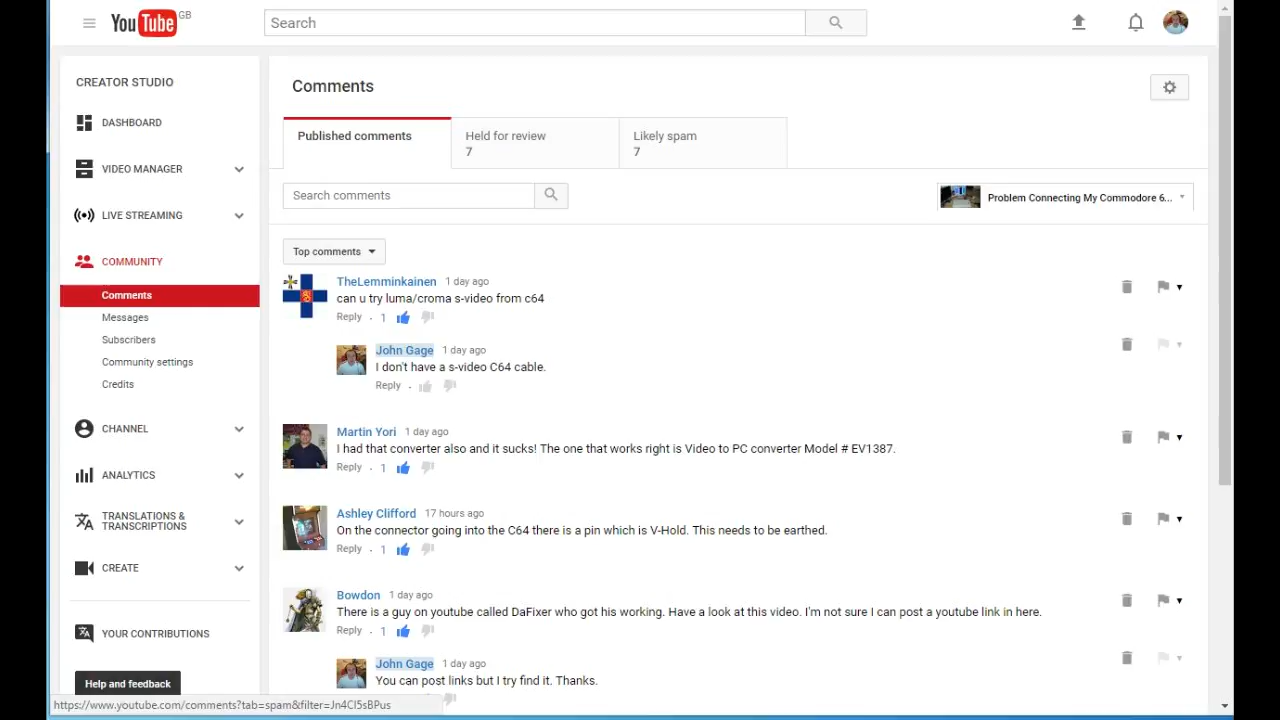 YouTube GB
Search
CREATOR STUDIO
DASHBOARD
VIDEO MANAGER
LIVE STREAMING
COMMUNITY
Comments
Messages
Subscribers
Community settings
Credits
CHANNEL
ANALYTICS
TRANSLATIONS &
TRANSCRIPTIONS
CREATE
YOUR CONTRIBUTIONS
Help and feedback
Comments
Published comments
Held for review
7
Likely spam
7
Search comments
Problem Connecting My Commodore 6...
Top comments
TheLemminkainen 1 day ago
can u try luma/croma s-video from c64
Reply · 1
John Gage 1 day ago
I don't have a s-video C64 cable.
Reply ·
Martin Yori 1 day ago
I had that converter also and it sucks! The one that works right is Video to PC converter Model # EV1387.
Reply · 1
Ashley Clifford 17 hours ago
On the connector going into the C64 there is a pin which is V-Hold. This needs to be earthed.
Reply · 1
Bowdon 1 day ago
There is a guy on youtube called DaFixer who got his working. Have a look at this video. I'm not sure I can post a youtube link in here.
Reply · 1
John Gage 1 day ago
You can post links but I try find it. Thanks.
https://www.youtube.com/comments?tab=spam&filter=Jn4Cl5sBPus